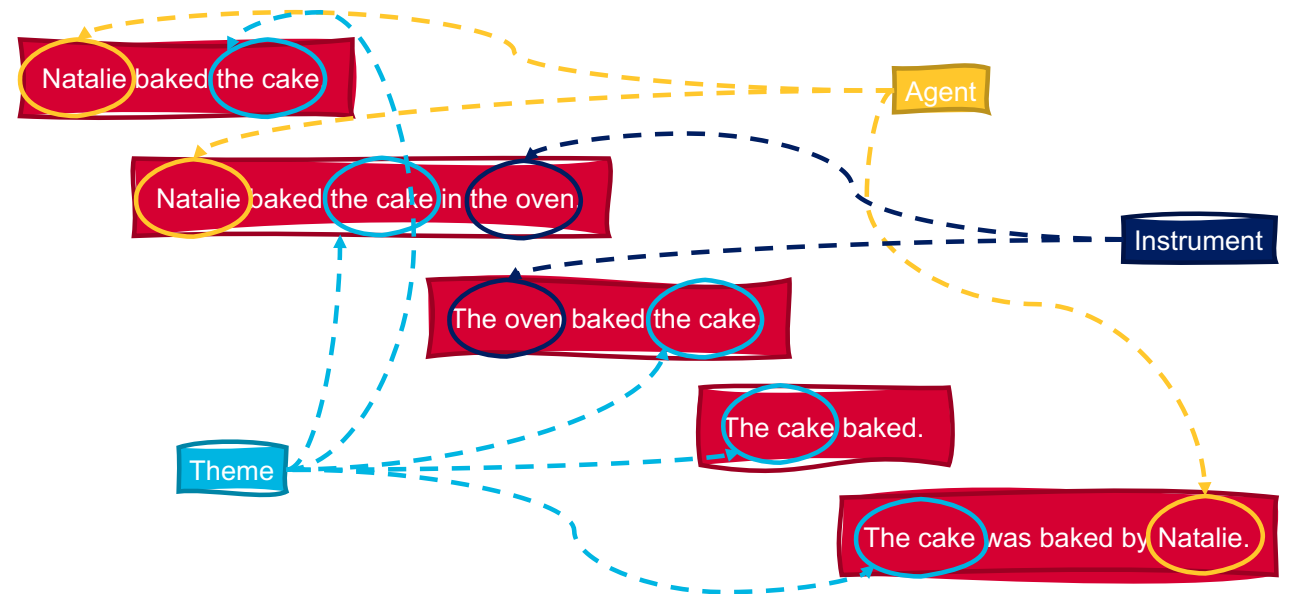 Natalie baked the cake
Agent
Natalie baked the cake in the oven.
Instrument
The oven baked the cake
The cake baked.
Theme
The cake was baked by Natalie.